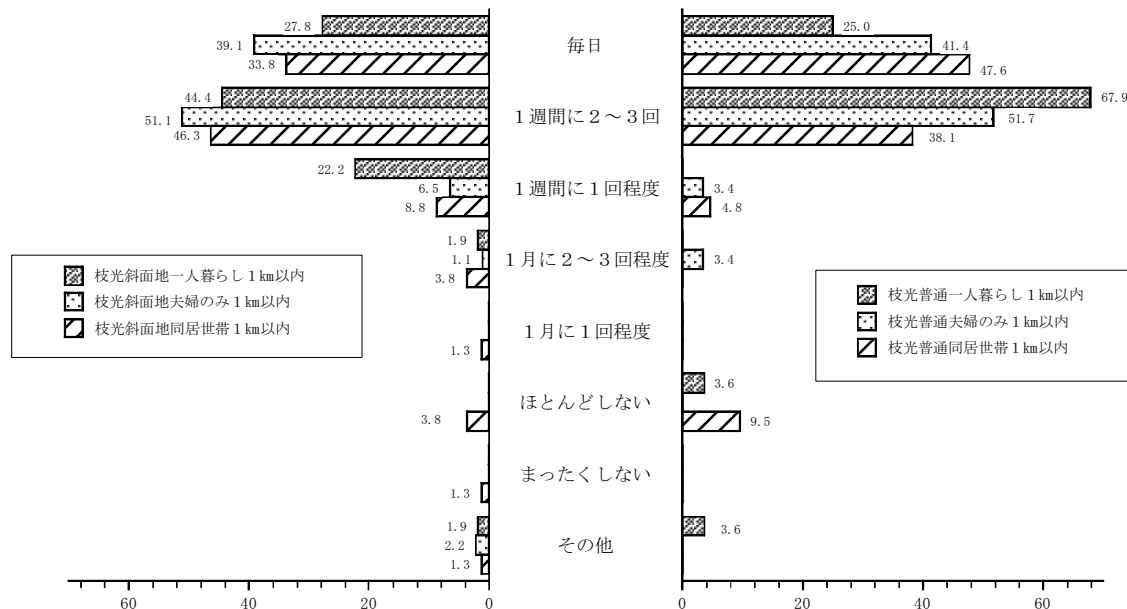 27.8
39.1
33.8
毎日
25.0
41.4
47.6
44.4
51.1
46.3
1週間に2～3回
67.9
51.7
38.1
22.2
6.5
8.8
1週間に1回程度
3.4
4.8
1.9
1.1
3.8
1月に2～3回程度
3.4
枝光斜面地一人暮らし1km以内
枝光斜面地夫婦のみ1km以内
枝光斜面地同居世帯1km以内
枝光普通一人暮らし1km以内
枝光普通夫婦のみ1km以内
枝光普通同居世帯1km以内
1.3
1月に1回程度
3.8
ほとんどしない
3.6
9.5
1.3
まったくしない
1.9
2.2
1.3
その他
3.6
60 40 20 0
0 20 40 60